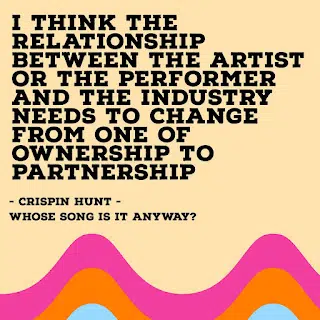 I THINK THE
RELATIONSHIP
BETWEEN THE ARTIST
OR THE PERFORMER
AND THE INDUSTRY
NEEDS TO CHANGE
FROM ONE OF
OWNERSHIP TO
PARTNERSHIP
- CRISPIN HUNT -
WHOSE SONG IS IT ANYWAY?